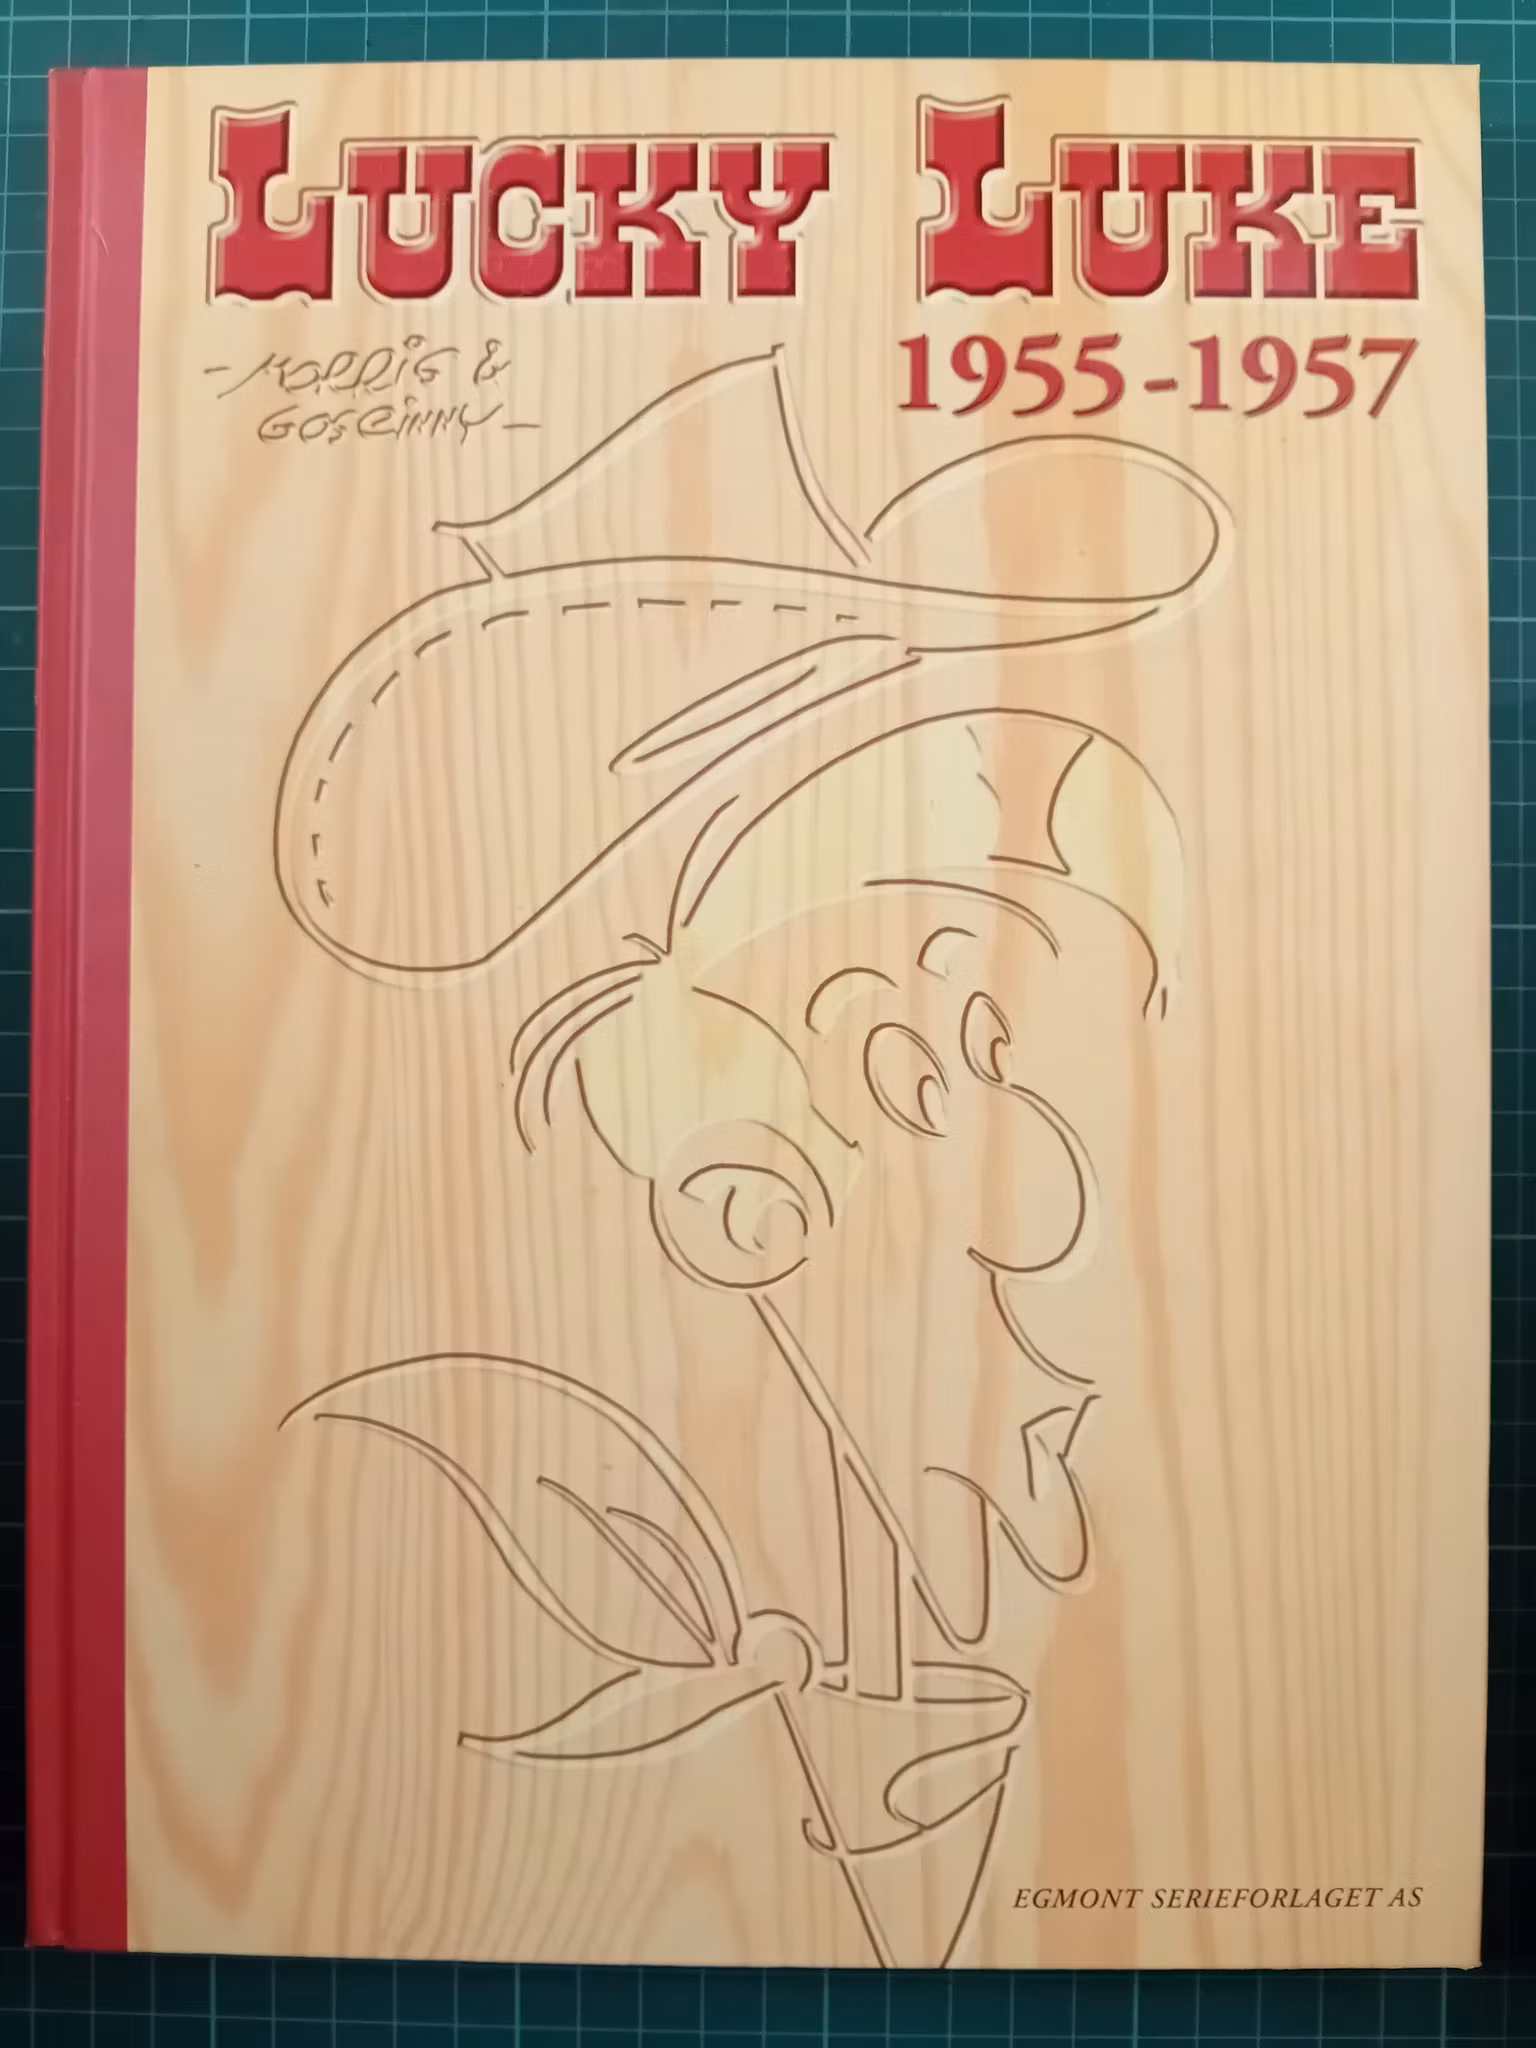 LUCKY LUKE
- MORRIS &
GOSCINNY -
1955-1957
EGMONT SERIEFORLAGET AS